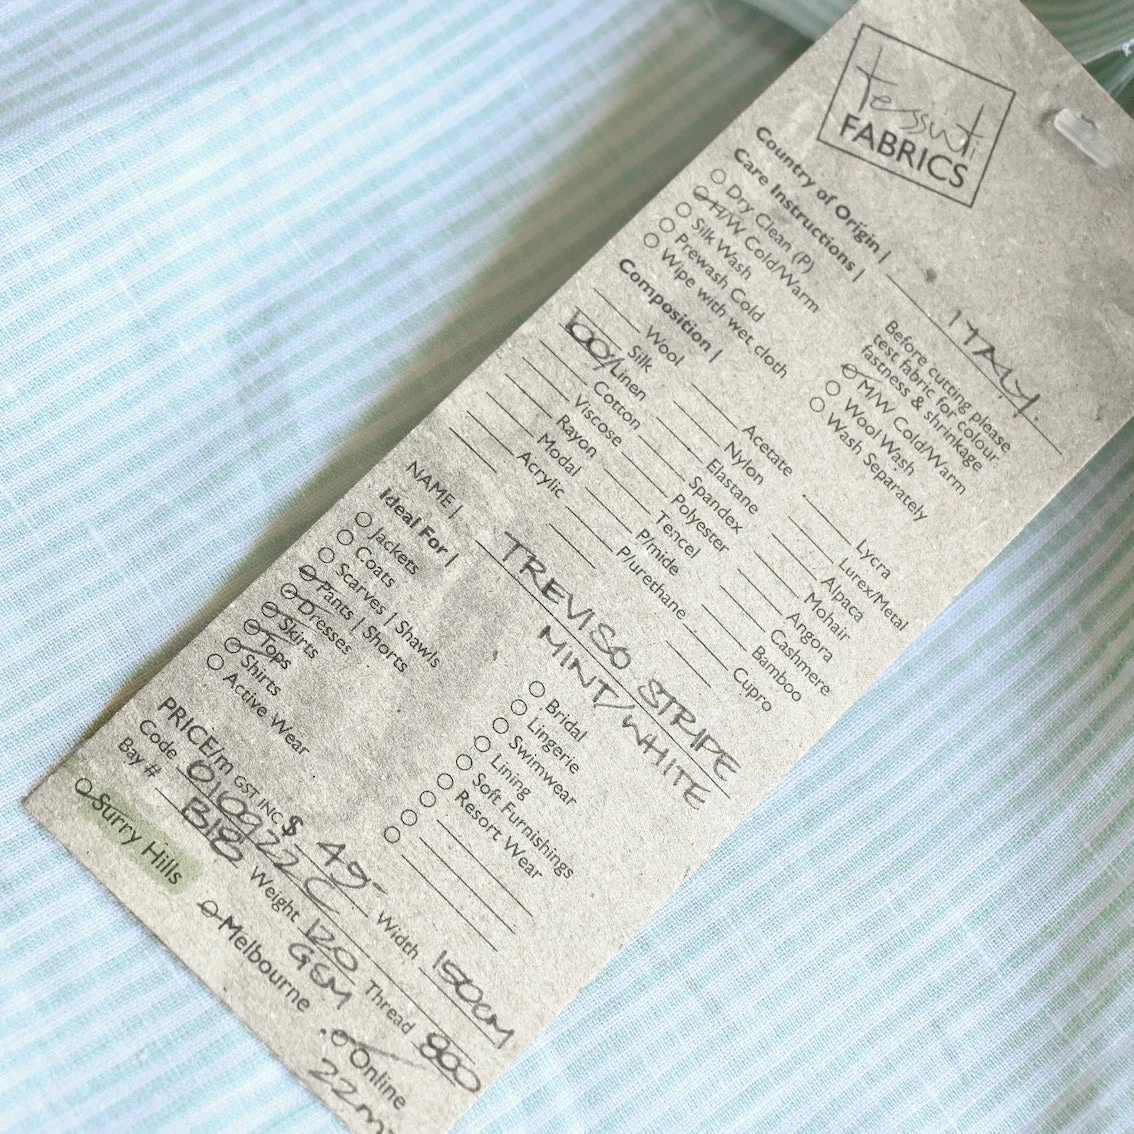 tessuti
FABRICS
Country of Origin | ITALY.
Care Instructions |
Dry Clean (P)
H/W Cold/Warm
Silk Wash
Prewash Cold
Wipe with wet cloth
Before cutting please
test fabric for colour
fastness & shrinkage
M/W Cold/Warm
Wool Wash
Wash Separately
Composition |
Wool
Silk
100% Linen
Cotton
Viscose
Rayon
Modal
Acrylic
Acetate
Nylon
Elastane
Spandex
Polyester
Tencel
P/mide
P/urethane
Lycra
Lurex/Metal
Alpaca
Mohair
Angora
Cashmere
Bamboo
Cupro
NAME | TREVISO STRIPE
MINT/WHITE
Ideal For |
Jackets
Coats
Scarves | Shawls
Pants | Shorts
Dresses
Skirts
Tops
Shirts
Active Wear
Bridal
Lingerie
Swimwear
Lining
Soft Furnishings
Resort Wear
PRICE/m GST INC $ 49- Width 150cm
Code 010922C Thread 800
Bay # B18 Weight 120
GSM
Surry Hills Melbourne Online
22m